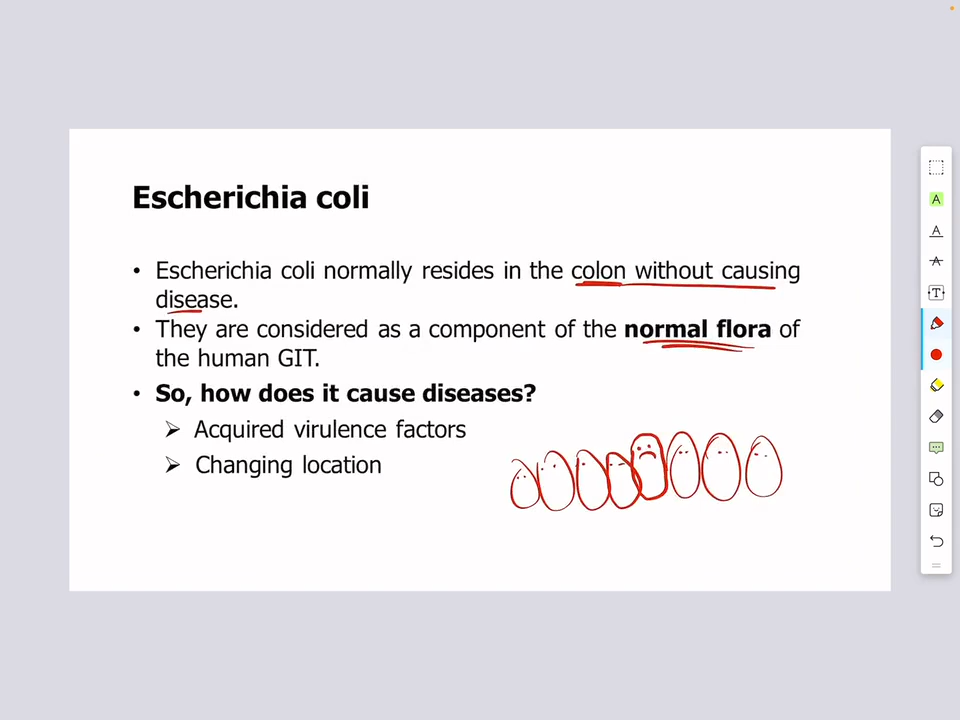 Escherichia coli
• Escherichia coli normally resides in the colon without causing
disease.
• They are considered as a component of the normal flora of
the human GIT.
• So, how does it cause diseases?
➢ Acquired virulence factors
➢ Changing location
A
A
A
T